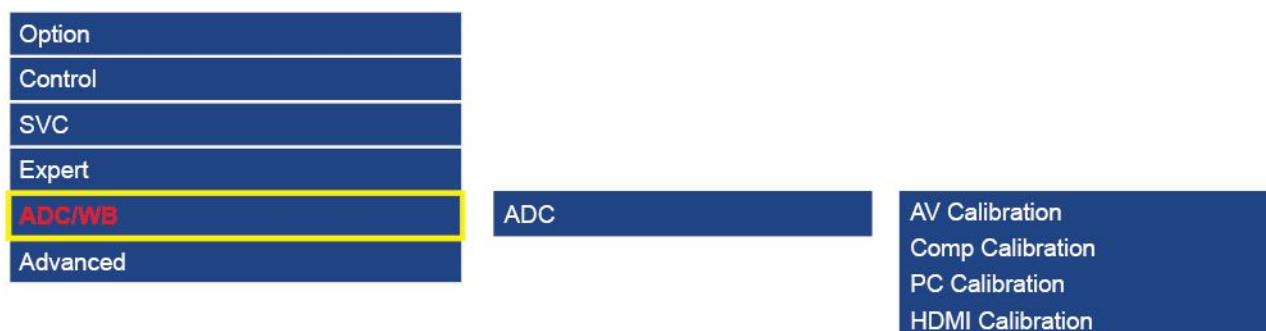 Option
Control
SVC
Expert
ADC/WB
Advanced
ADC
AV Calibration
Comp Calibration
PC Calibration
HDMI Calibration